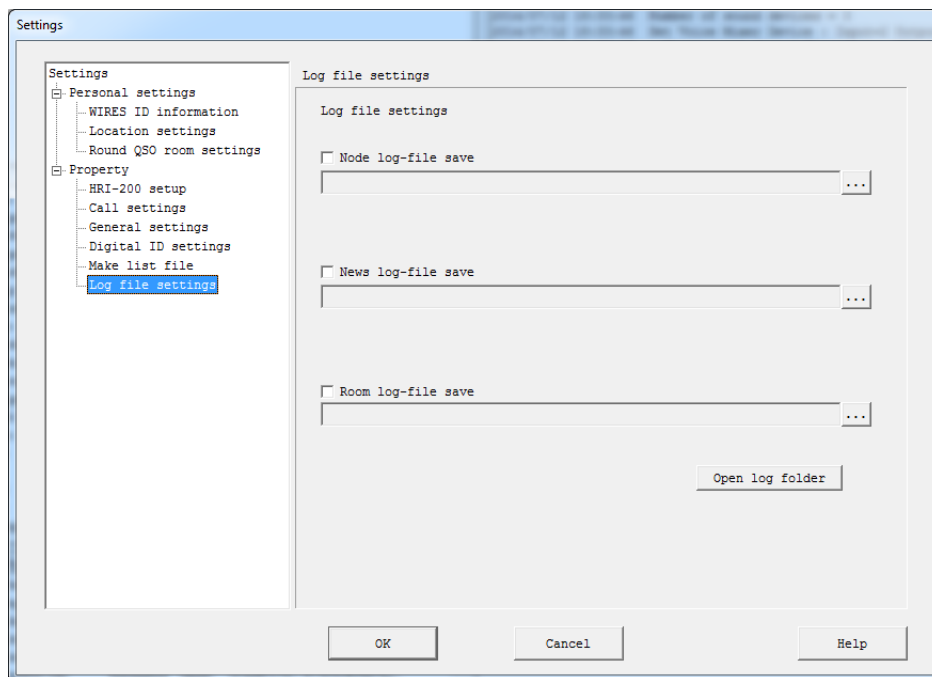 Settings
Settings
Personal settings
WIRES ID information
Location settings
Round QSO room settings
Property
HRI-200 setup
Call settings
General settings
Digital ID settings
Make list file
Log file settings
Log file settings
Log file settings
Node log-file save
...
News log-file save
...
Room log-file save
...
Open log folder
OK
Cancel
Help